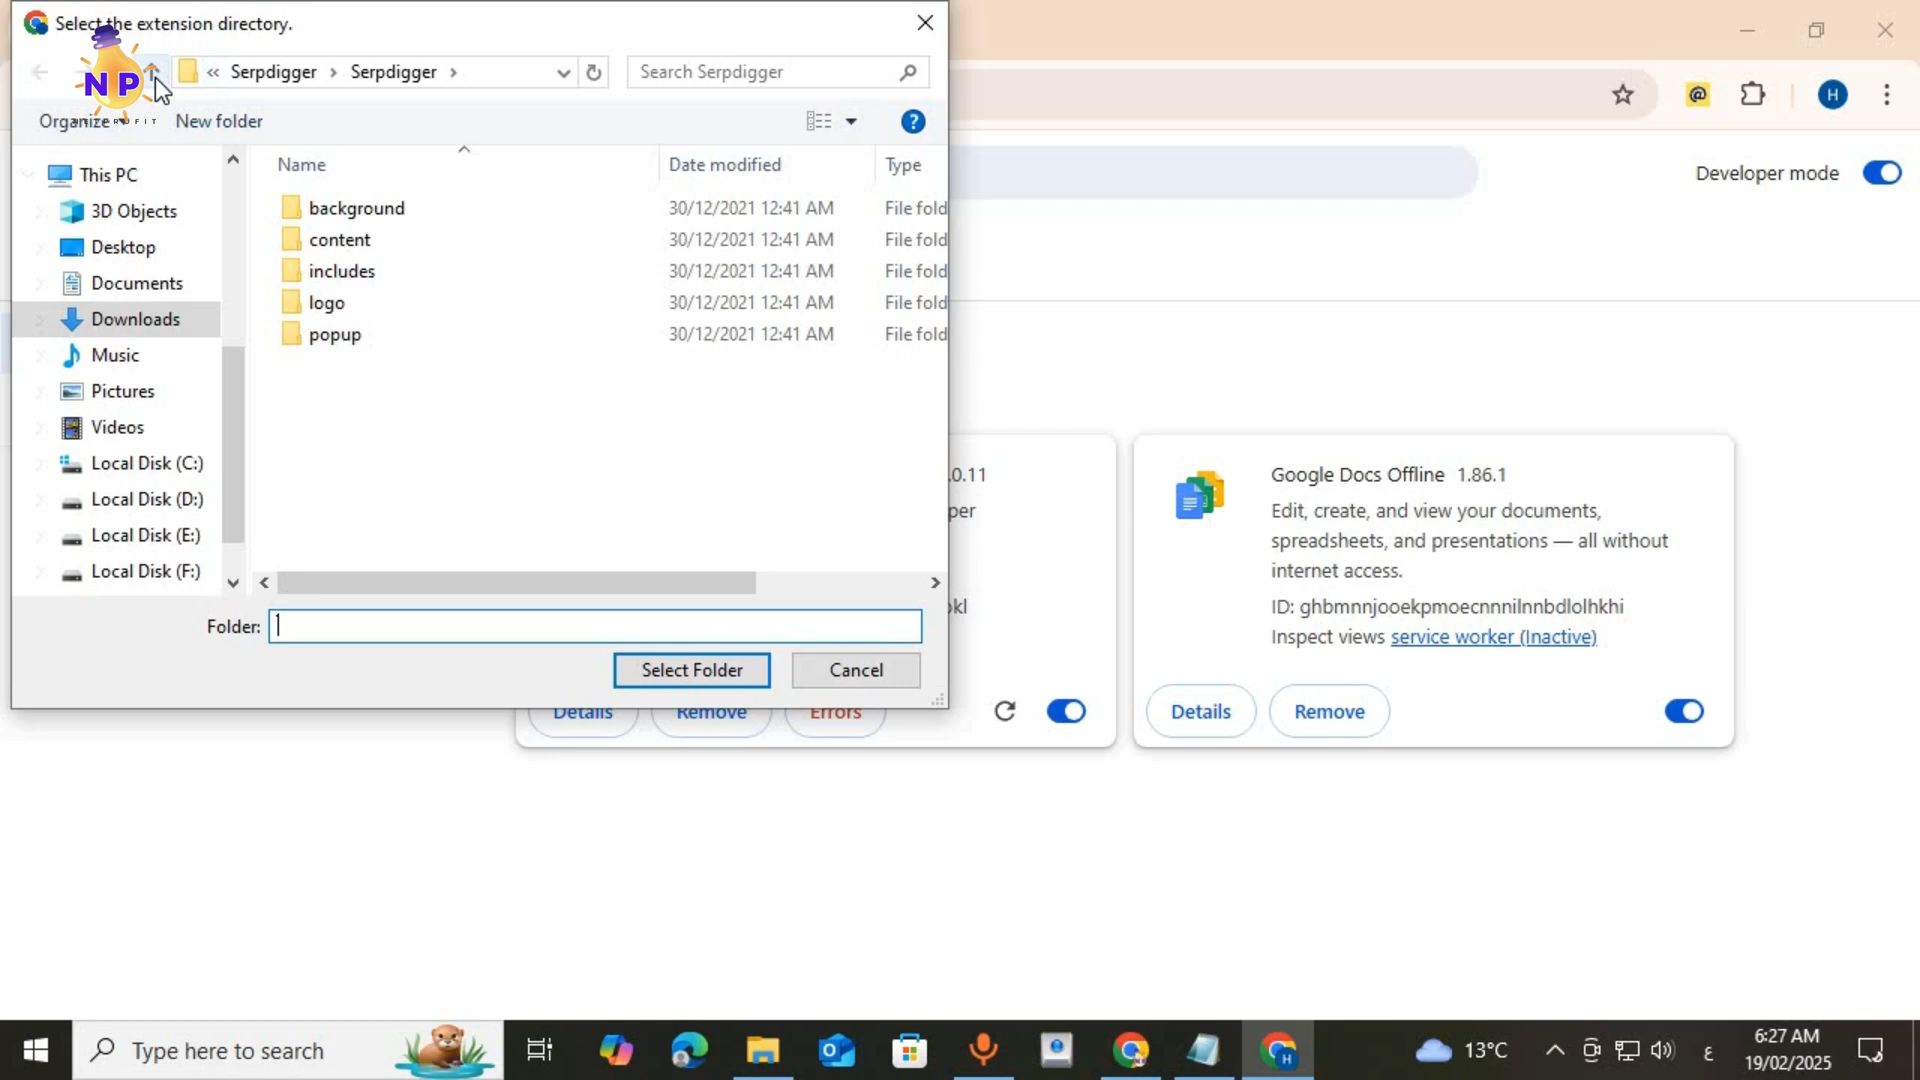 Select the extension directory.
« Serpdigger > Serpdigger >
Search Serpdigger
NP
Organize
New folder
Name
Date modified
Type
This PC
3D Objects
Desktop
Documents
Downloads
Music
Pictures
Videos
Local Disk (C:)
Local Disk (D:)
Local Disk (E:)
Local Disk (F:)
background 30/12/2021 12:41 AM File fold
content 30/12/2021 12:41 AM File fold
includes 30/12/2021 12:41 AM File fold
logo 30/12/2021 12:41 AM File fold
popup 30/12/2021 12:41 AM File fold
Folder:
Select Folder
Cancel
H
Developer mode
.0.11
per
kl
Details
Remove
Errors
Google Docs Offline 1.86.1
Edit, create, and view your documents,
spreadsheets, and presentations — all without
internet access.
ID: ghbmnnjooekpmoecnnnilnnbdlolhkhi
Inspect views service worker (Inactive)
Details
Remove
Type here to search
13°C
ع
6:27 AM
19/02/2025